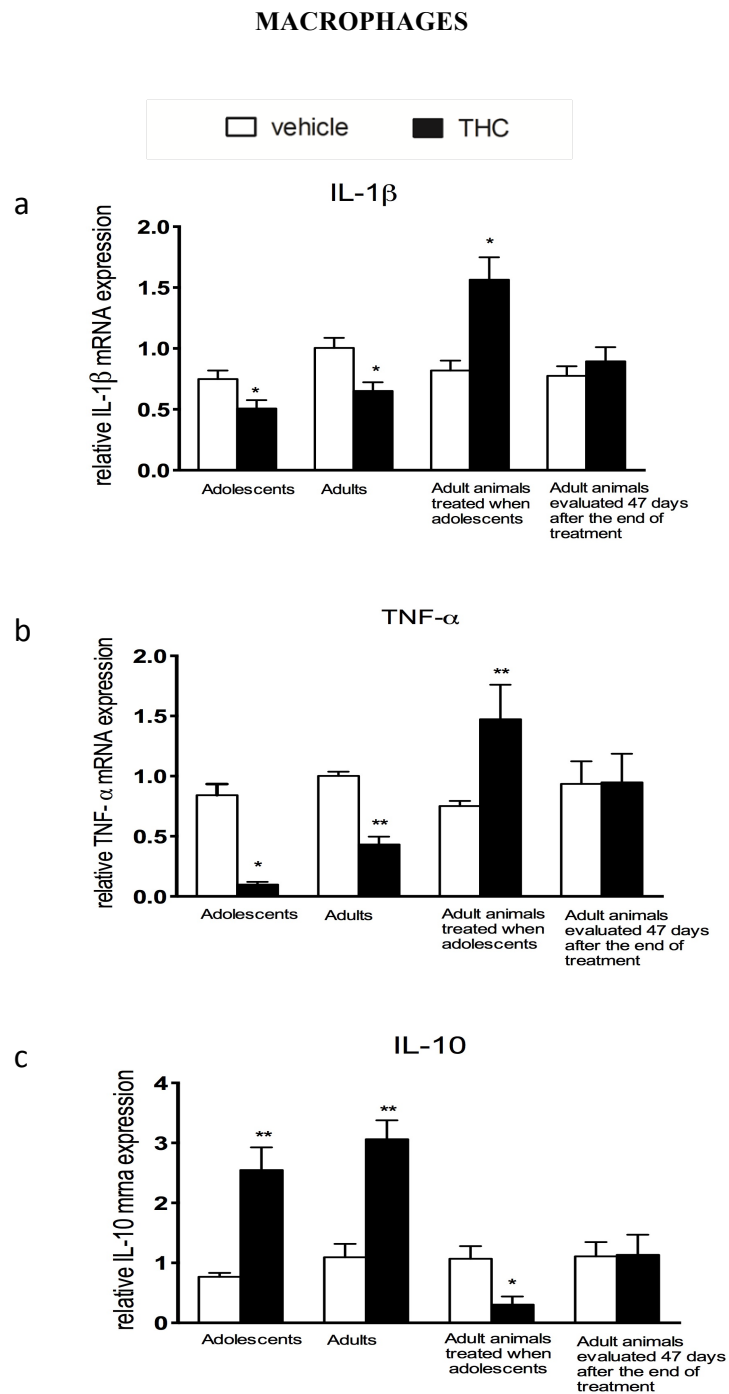 MACROPHAGES
vehicle THC
a
IL-1β
relative IL-1β mRNA expression
2.0
1.5
1.0
0.5
0.0
*
*
*
Adolescents
Adults
Adult animals
treated when
adolescents
Adult animals
evaluated 47 days
after the end of
treatment
b
TNF-α
relative TNF- α mRNA expression
2.0
1.5
1.0
0.5
0.0
*
**
**
Adolescents
Adults
Adult animals
treated when
adolescents
Adult animals
evaluated 47 days
after the end of
treatment
c
IL-10
relative IL-10 mrna expression
4
3
2
1
0
**
**
*
Adolescents
Adults
Adult animals
treated when
adolescents
Adult animals
evaluated 47 days
after the end of
treatment